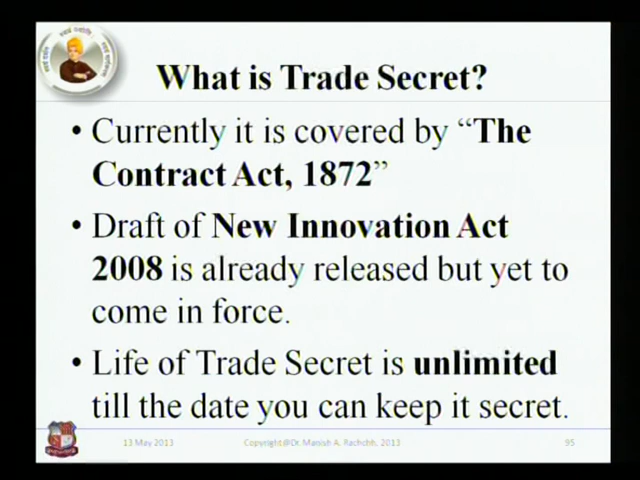 What is Trade Secret?
• Currently it is covered by “The
Contract Act, 1872”
• Draft of New Innovation Act
2008 is already released but yet to
come in force.
• Life of Trade Secret is unlimited
till the date you can keep it secret.
13 May 2013
Copyright@Dr. Manish A. Rachchh, 2013
95